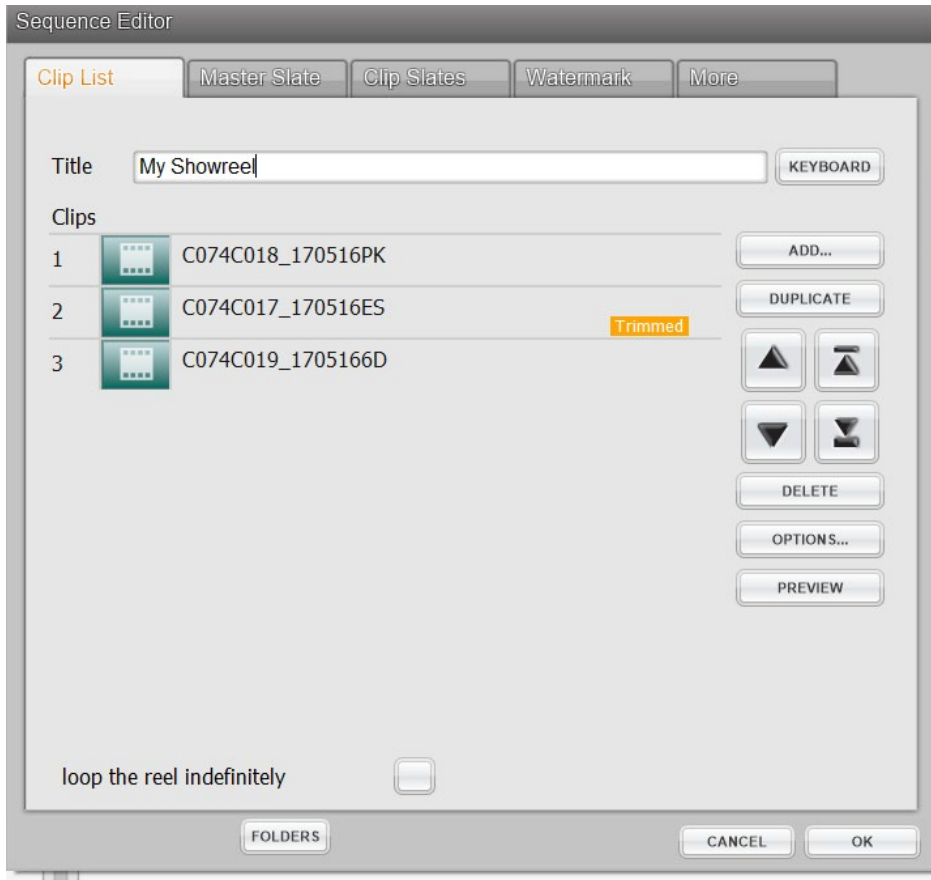 Sequence Editor
Clip List Master Slate Clip Slates Watermark More
Title My Showreel KEYBOARD
Clips
1 C074C018_170516PK ADD...
2 C074C017_170516ES Trimmed DUPLICATE
3 C074C019_1705166D
DELETE
OPTIONS...
PREVIEW
loop the reel indefinitely
FOLDERS CANCEL OK